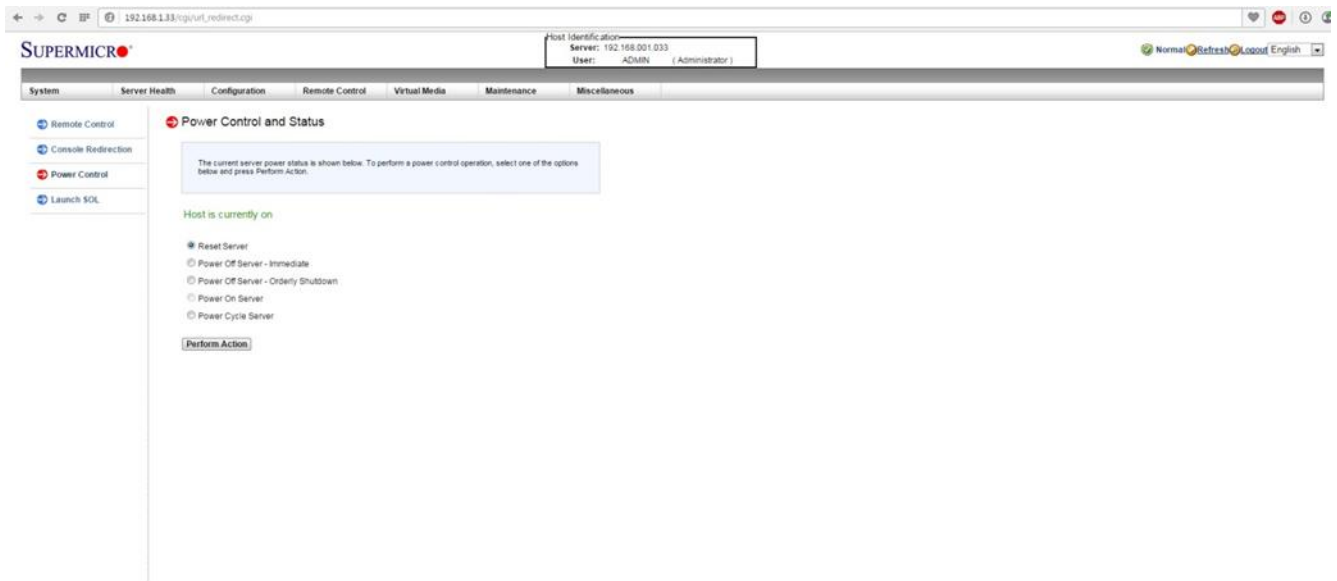 192.168.1.33/cgi/url_redirect.cgi
ABP
SUPERMICRO
Host Identification
Server: 192.168.001.033
User: ADMIN ( Administrator )
Normal Refresh Logout English
System Server Health Configuration Remote Control Virtual Media Maintenance Miscellaneous
Remote Control
Console Redirection
Power Control
Launch SOL
Power Control and Status
The current server power status is shown below. To perform a power control operation, select one of the options
below and press Perform Action.
Host is currently on
Reset Server
Power Off Server - Immediate
Power Off Server - Orderly Shutdown
Power On Server
Power Cycle Server
Perform Action